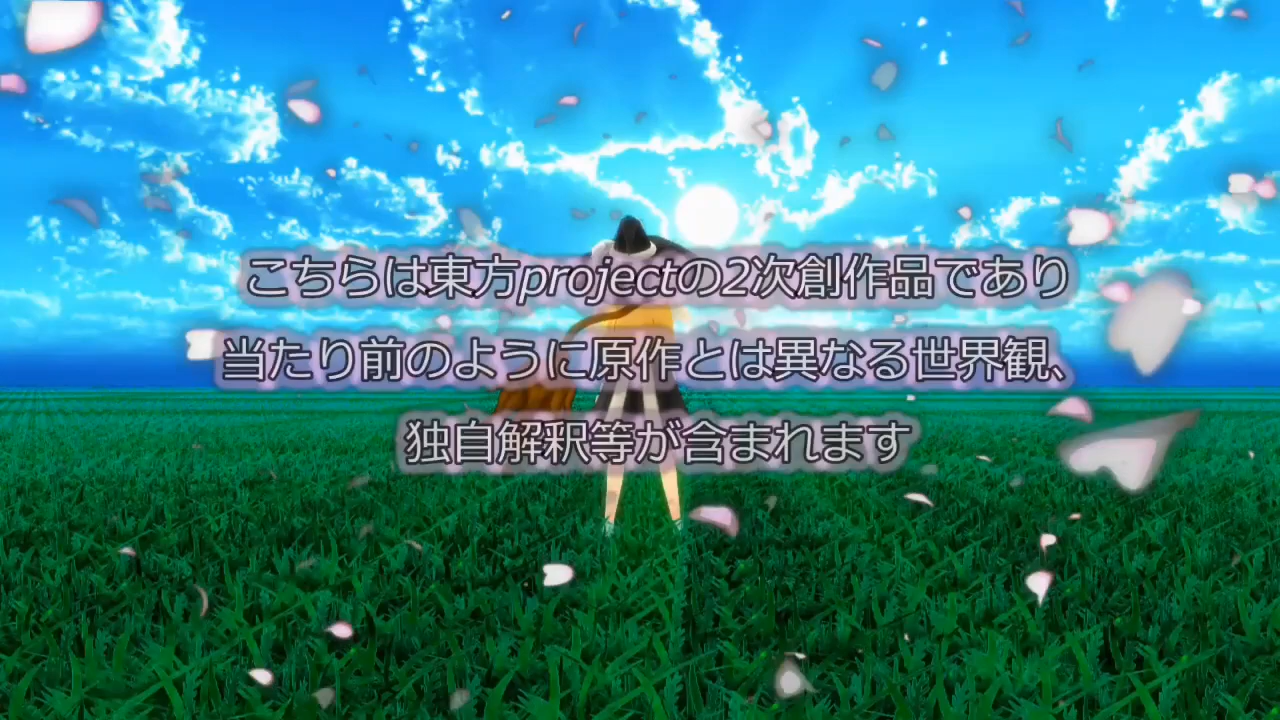 こちらは東方projectの2次創作品であり
当たり前のように原作とは異なる世界観、
独自解釈等が含まれます